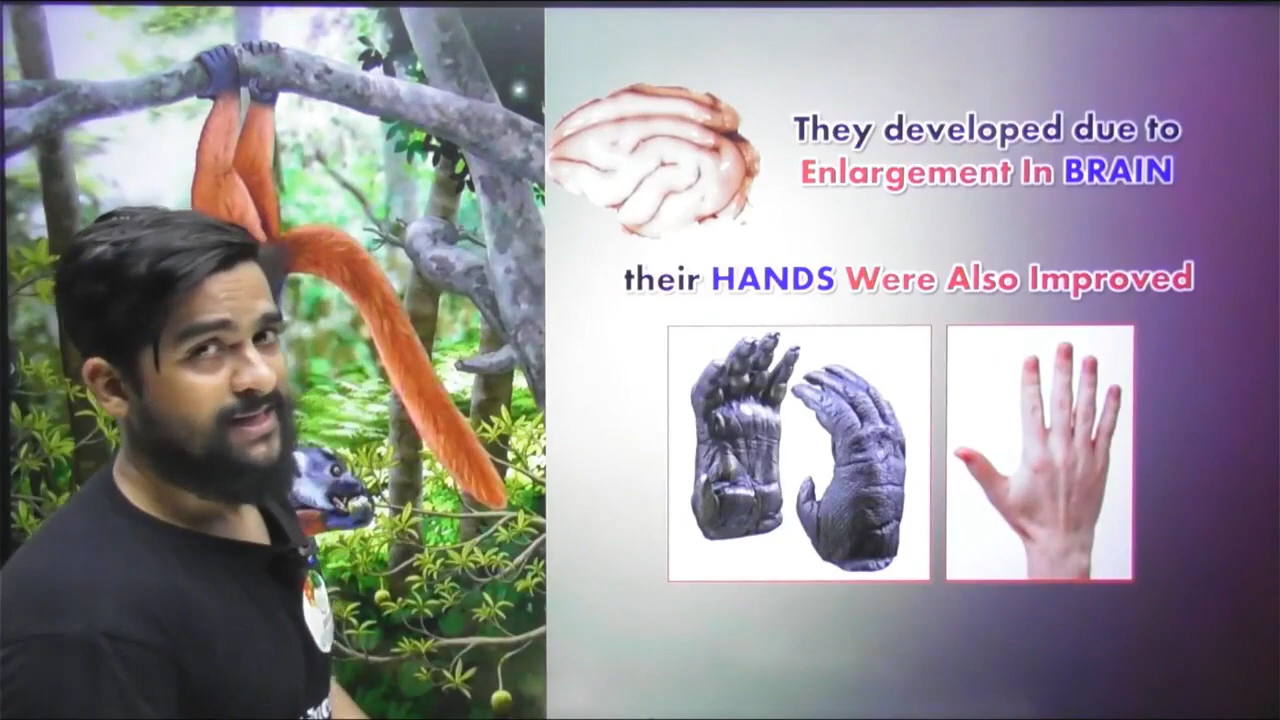 They developed due to
Enlargement In BRAIN
their HANDS Were Also Improved